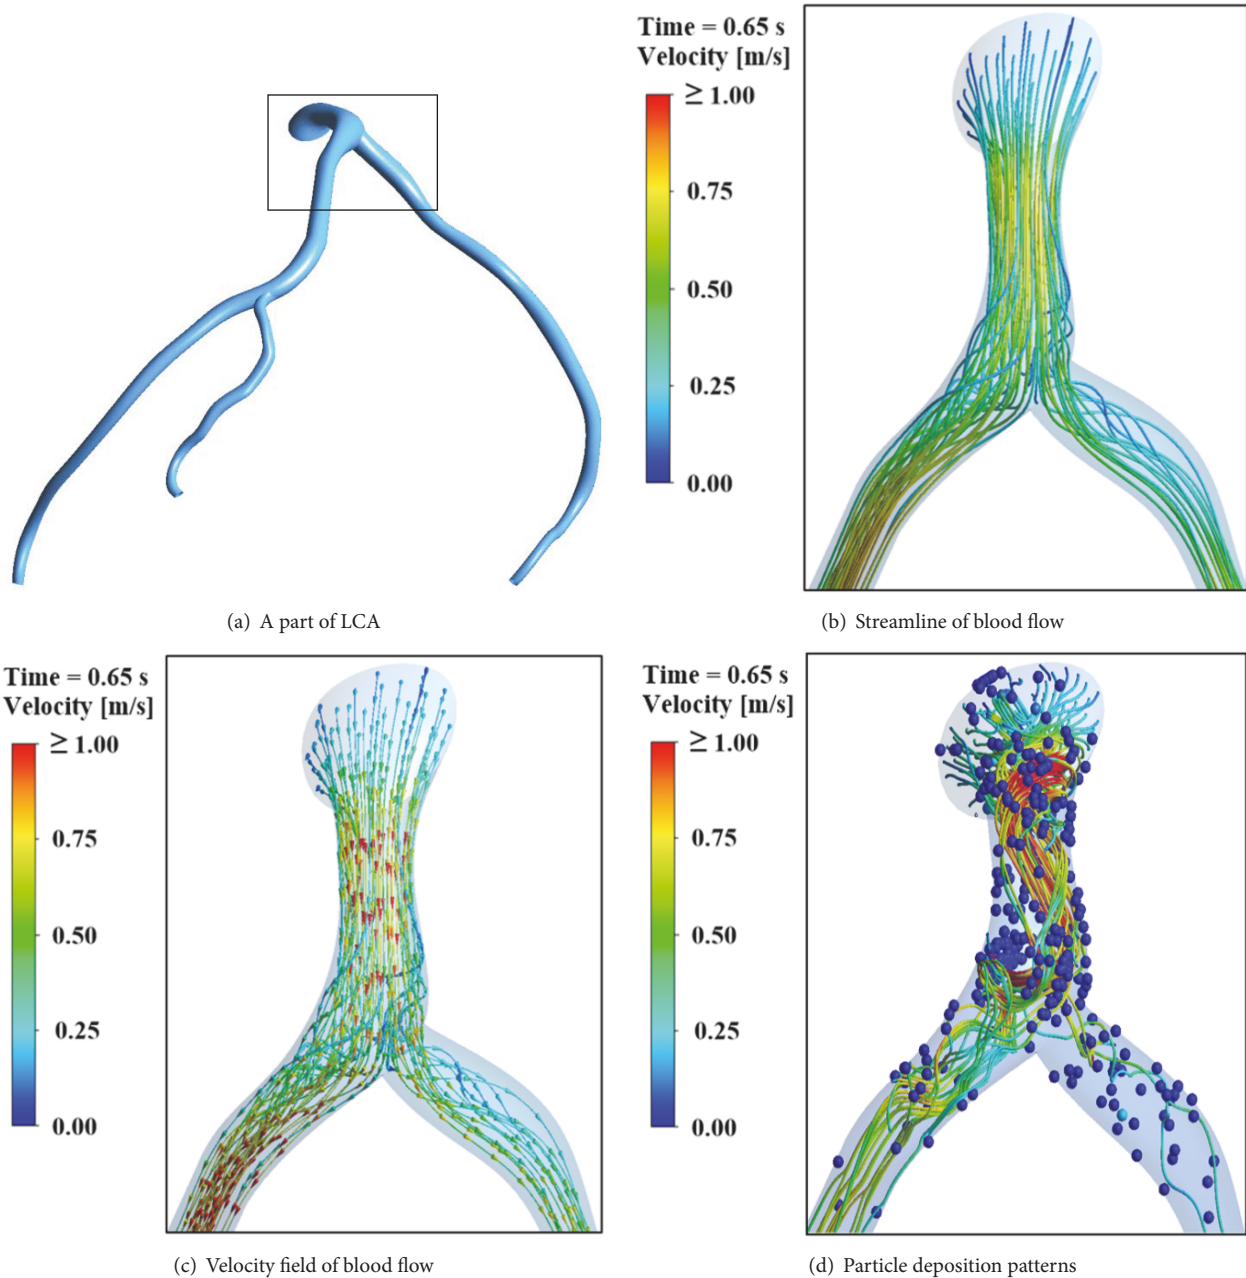 Time = 0.65 s
Velocity [m/s]
≥ 1.00
0.75
0.50
0.25
0.00
(a) A part of LCA
(b) Streamline of blood flow
Time = 0.65 s
Velocity [m/s]
≥ 1.00
0.75
0.50
0.25
0.00
Time = 0.65 s
Velocity [m/s]
≥ 1.00
0.75
0.50
0.25
0.00
(c) Velocity field of blood flow
(d) Particle deposition patterns